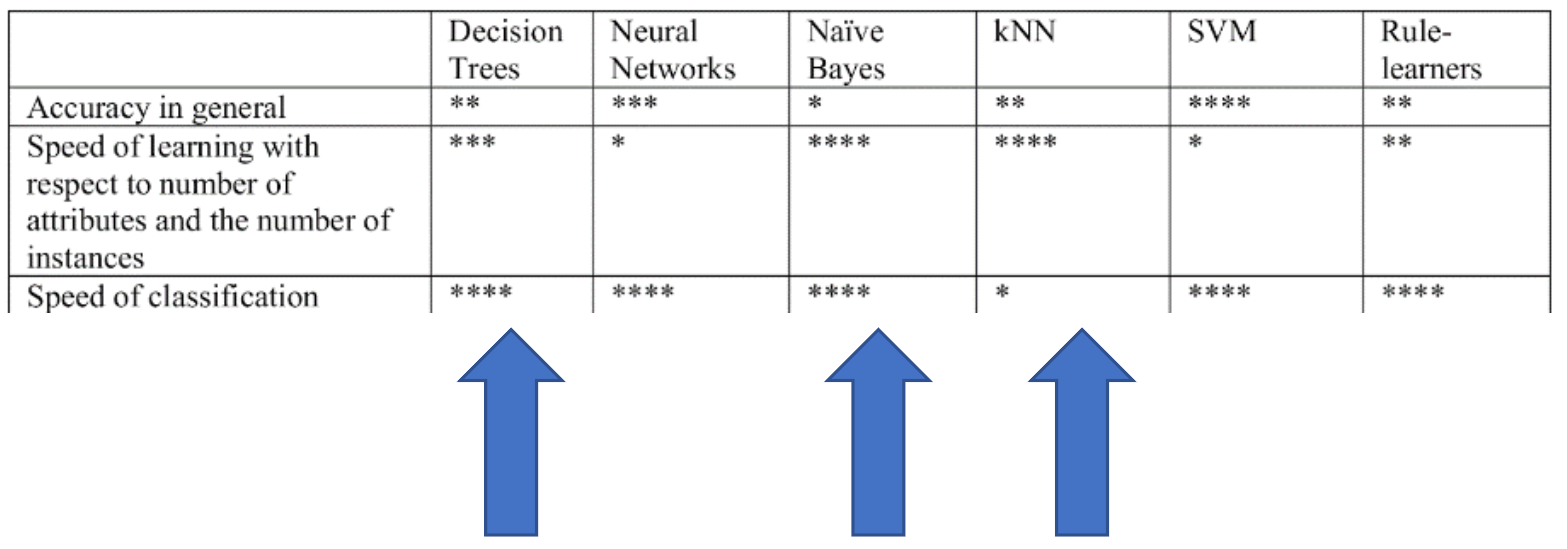 Decision Trees | Neural Networks | Naïve Bayes | kNN | SVM | Rule-learners
Accuracy in general | ** | *** | * | ** | **** | **
Speed of learning with respect to number of attributes and the number of instances | *** | * | **** | **** | * | **
Speed of classification | **** | **** | **** | * | **** | ****